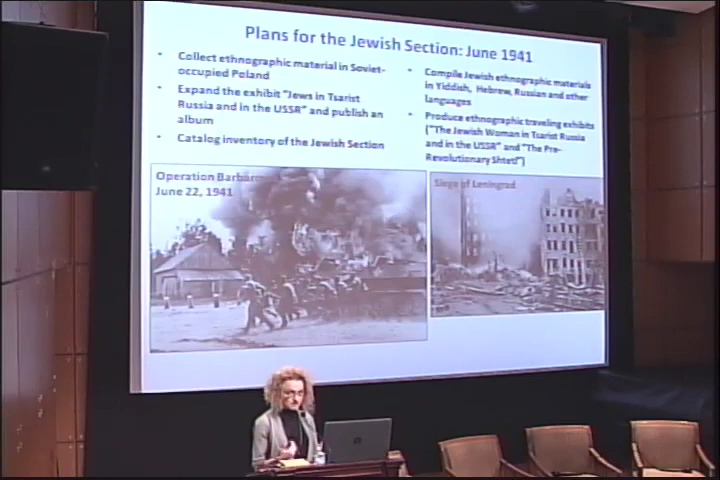 Plans for the Jewish Section: June 1941
• Collect ethnographic material in Soviet-
occupied Poland
• Expand the exhibit "Jews in Tsarist
Russia and in the USSR" and publish an
album
• Catalog inventory of the Jewish Section
• Compile Jewish ethnographic materials
in Yiddish, Hebrew, Russian and other
languages
• Produce ethnographic traveling exhibits
("The Jewish Woman in Tsarist Russia
and in the USSR" and "The Pre-
Revolutionary Shtetl")
Operation Barbarossa
June 22, 1941
Siege of Leningrad